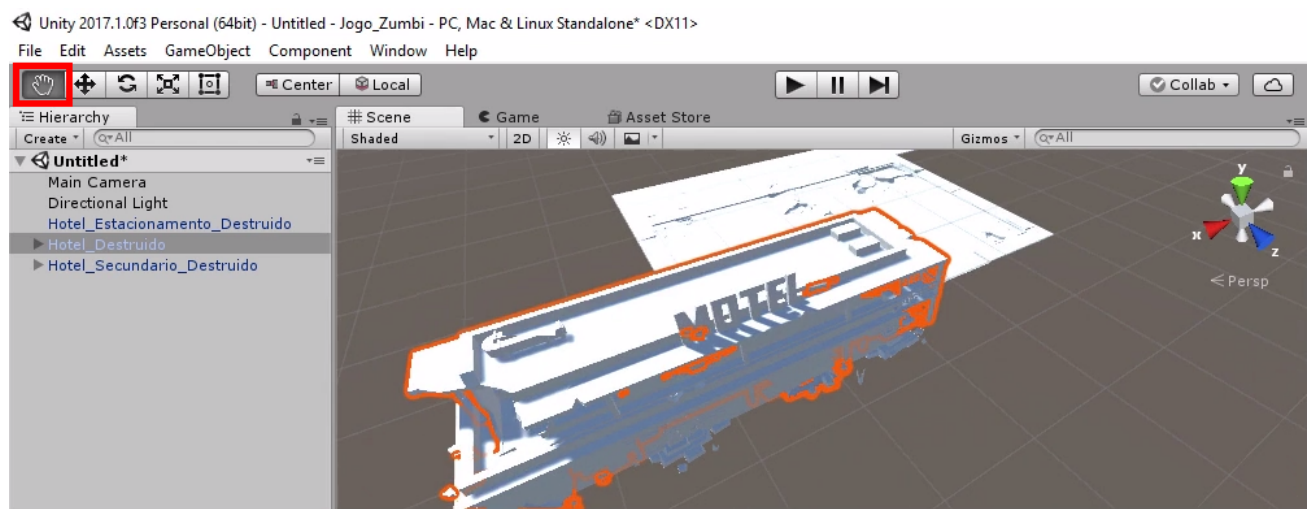 Unity 2017.1.0f3 Personal (64bit) - Untitled - Jogo_Zumbi - PC, Mac & Linux Standalone* <DX11>
File Edit Assets GameObject Component Window Help
Center Local Collab
Hierarchy Scene Game Asset Store
Create All Shaded 2D Gizmos All
Untitled*
Main Camera
Directional Light
Hotel_Estacionamento_Destruido
Hotel_Destruido
Hotel_Secundario_Destruido
y
x
z
Persp
MOTEL